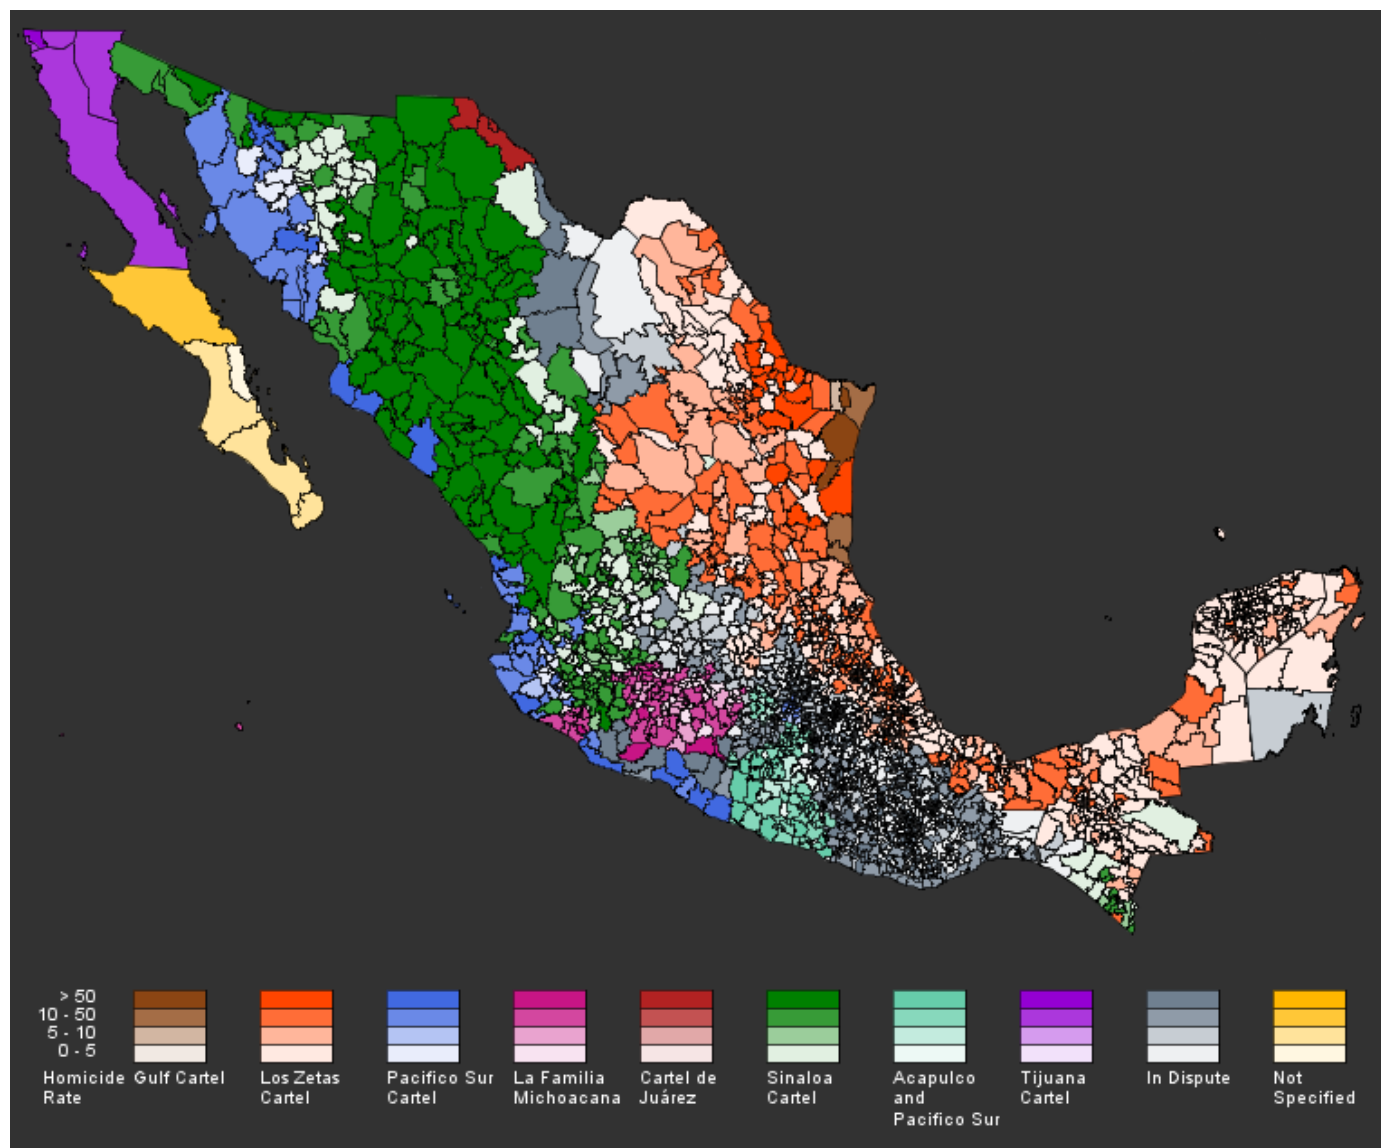 > 50
10 - 50
5 - 10
0 - 5
Homicide Rate
Gulf Cartel
Los Zetas
Cartel
Pacifico Sur
Cartel
La Familia
Michoacana
Cartel de
Juárez
Sinaloa
Cartel
Acapulco
and
Pacifico Sur
Tijuana
Cartel
In Dispute
Not
Specified